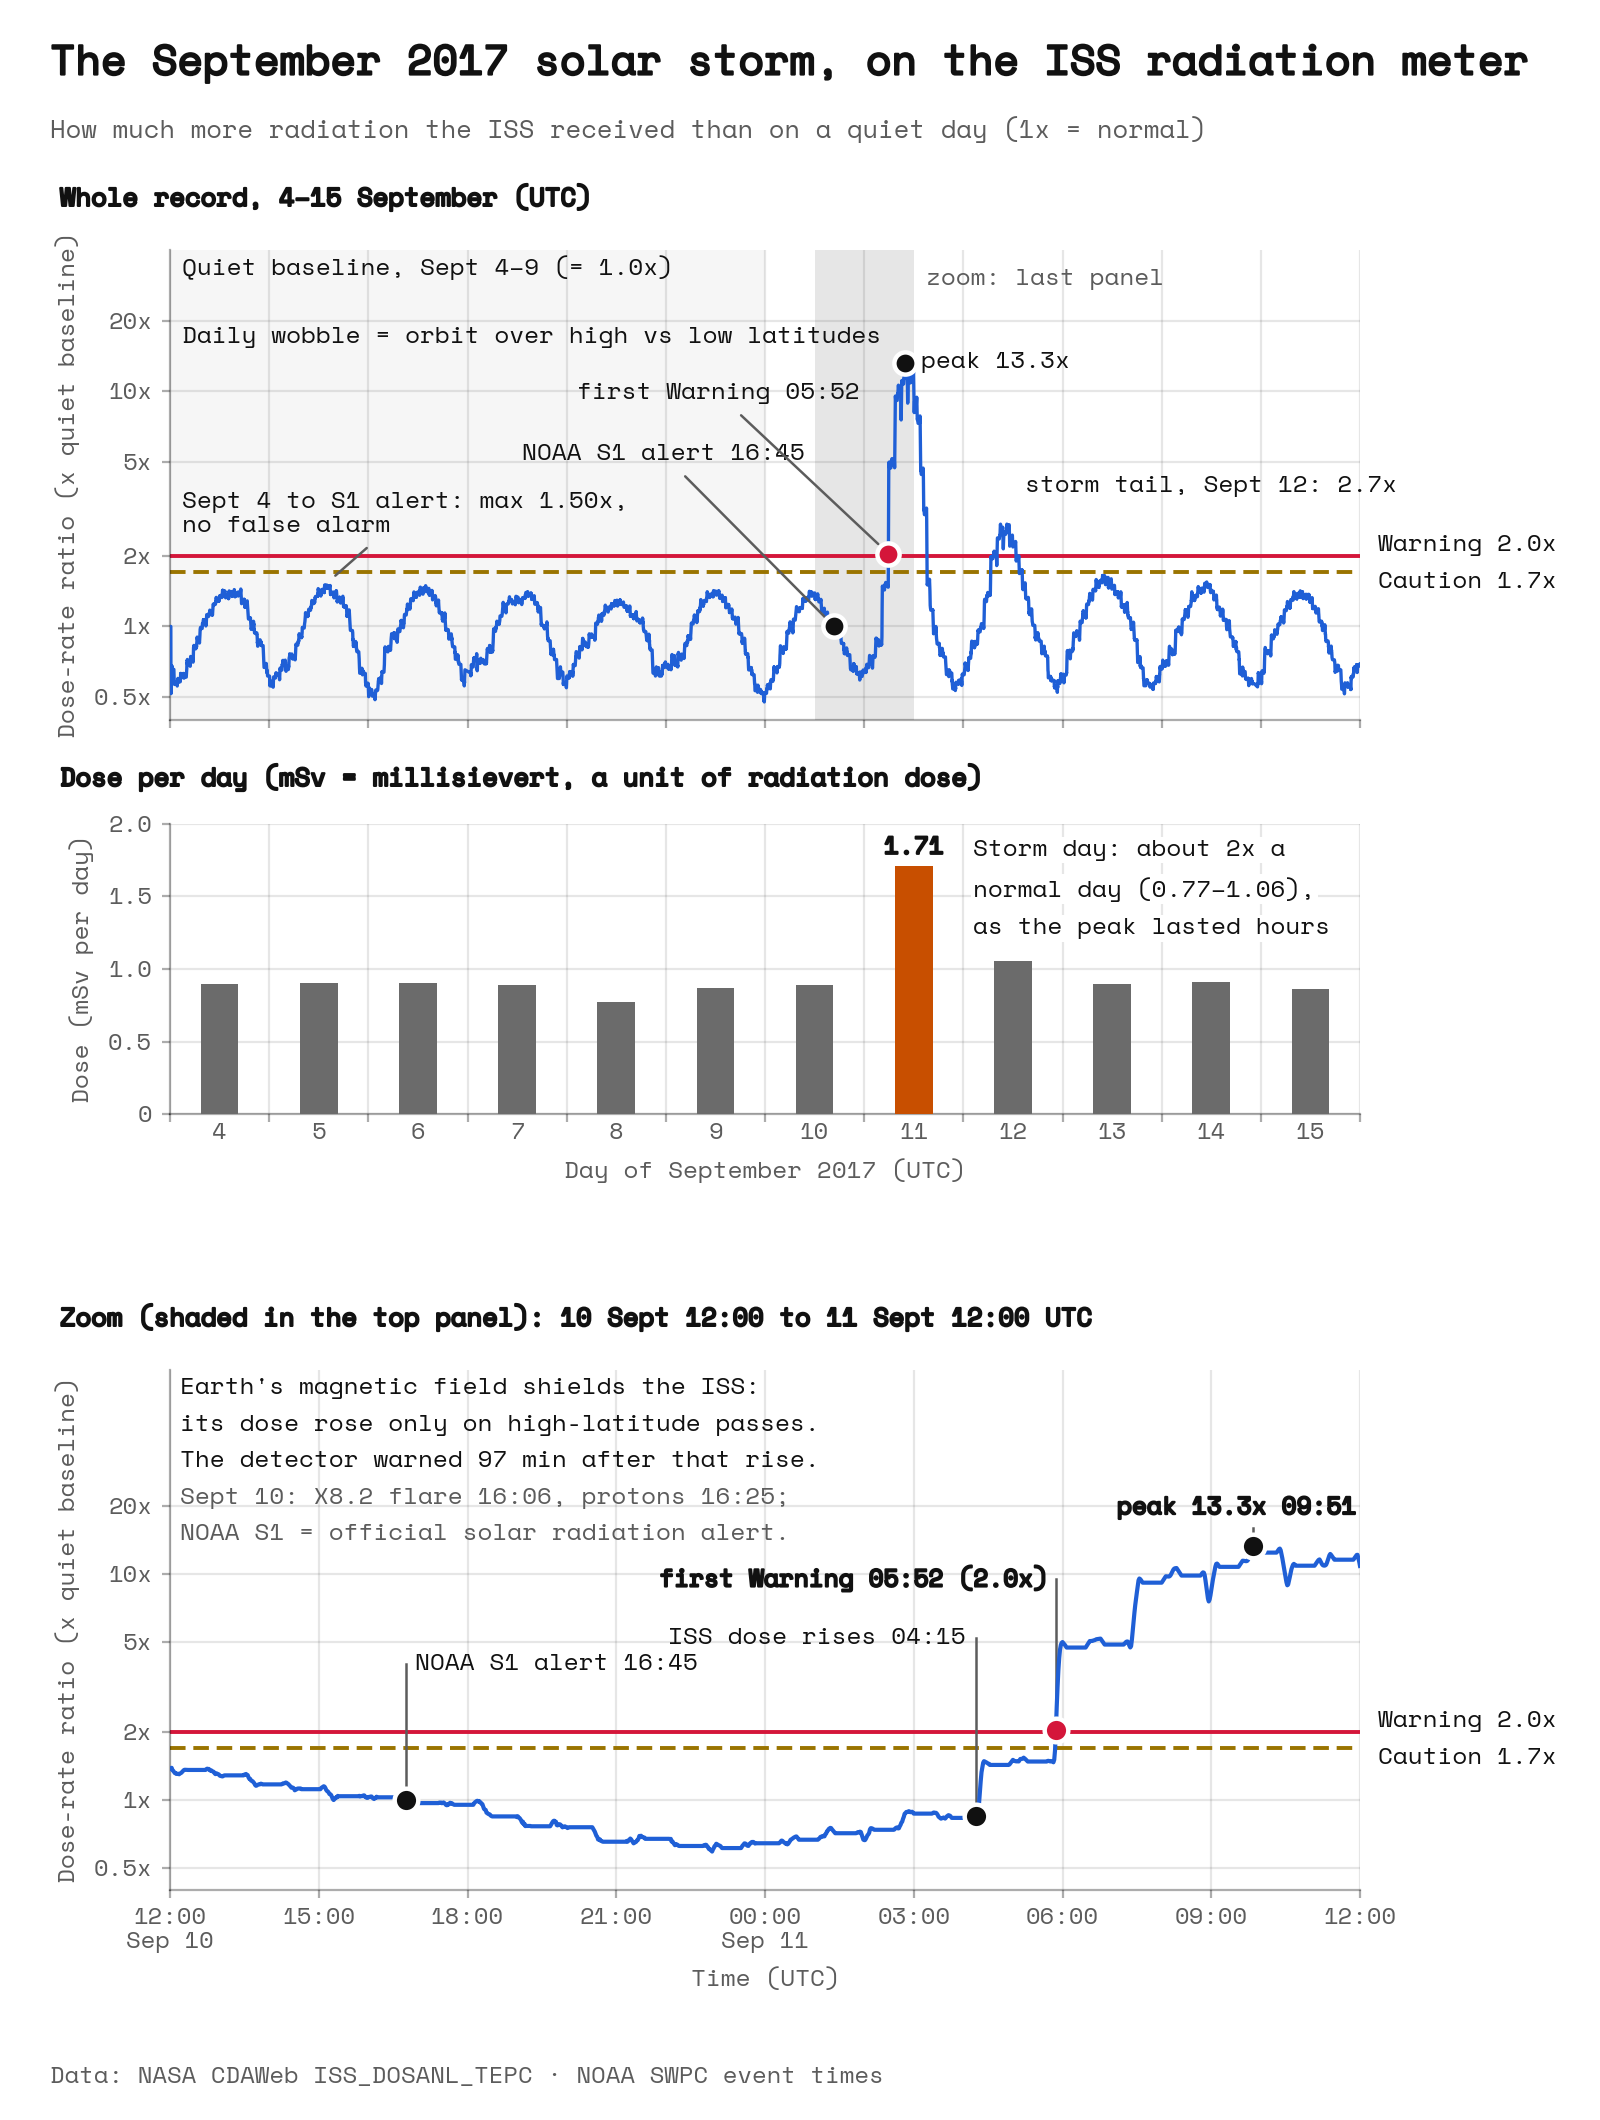 The September 2017 solar storm, on the ISS radiation meter
How much more radiation the ISS received than on a quiet day (1x = normal)
Whole record, 4–15 September (UTC)
Dose-rate ratio (x quiet baseline)
Quiet baseline, Sept 4–9 (= 1.0x)
zoom: last panel
20x
Daily wobble = orbit over high vs low latitudes
peak 13.3x
10x
first Warning 05:52
NOAA S1 alert 16:45
5x
storm tail, Sept 12: 2.7x
Sept 4 to S1 alert: max 1.50x,
no false alarm
2x
Warning 2.0x
Caution 1.7x
1x
0.5x
Dose per day (mSv = millisievert, a unit of radiation dose)
Dose (mSv per day)
2.0
1.71
Storm day: about 2x a
normal day (0.77–1.06),
as the peak lasted hours
1.5
1.0
0.5
0
4 5 6 7 8 9 10 11 12 13 14 15
Day of September 2017 (UTC)
Zoom (shaded in the top panel): 10 Sept 12:00 to 11 Sept 12:00 UTC
Dose-rate ratio (x quiet baseline)
Earth's magnetic field shields the ISS:
its dose rose only on high-latitude passes.
The detector warned 97 min after that rise.
Sept 10: X8.2 flare 16:06, protons 16:25;
NOAA S1 = official solar radiation alert.
20x
peak 13.3x 09:51
10x
first Warning 05:52 (2.0x)
5x
ISS dose rises 04:15
NOAA S1 alert 16:45
2x
Warning 2.0x
Caution 1.7x
1x
0.5x
12:00 15:00 18:00 21:00 00:00 03:00 06:00 09:00 12:00
Sep 10 Sep 11
Time (UTC)
Data: NASA CDAWeb ISS_DOSANL_TEPC · NOAA SWPC event times